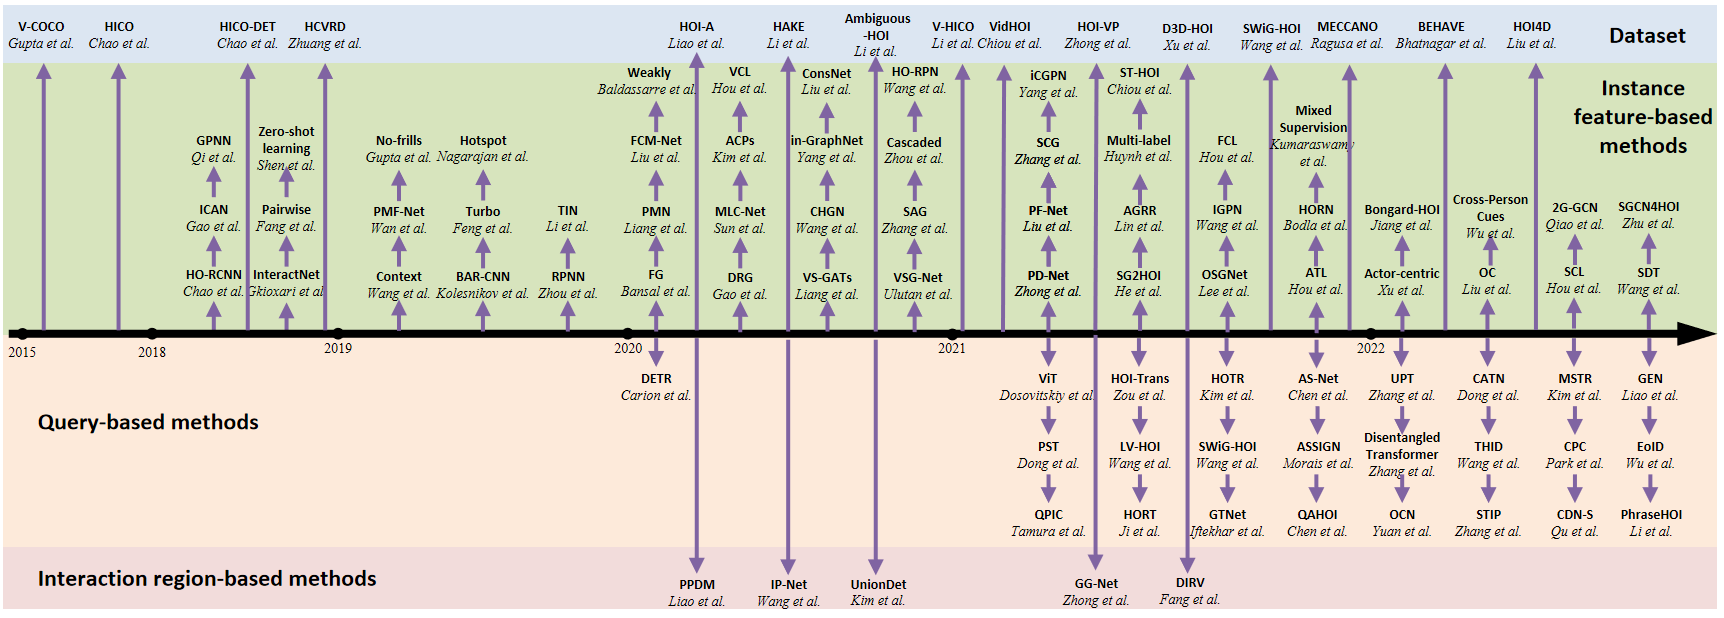 V-COCO
Gupta et al.
HICO
Chao et al.
HICO-DET
Chao et al.
HCVRD
Zhuang et al.
HOI-A
Liao et al.
HAKE
Li et al.
Ambiguous
-HOI
Li et al.
V-HICO
Li et al.
VidHOI
Chiou et al.
HOI-VP
Zhong et al.
D3D-HOI
Xu et al.
SWiG-HOI
Wang et al.
MECCANO
Ragusa et al.
BEHAVE
Bhatnagar et al.
HOI4D
Liu et al.
Dataset
Instance
feature-based
methods
GPNN
Qi et al.
ICAN
Gao et al.
HO-RCNN
Chao et al.
Zero-shot
learning
Shen et al.
Pairwise
Fang et al.
InteractNet
Gkioxari et al.
No-frills
Gupta et al.
PMF-Net
Wan et al.
Context
Wang et al.
Hotspot
Nagarajan et al.
Turbo
Feng et al.
BAR-CNN
Kolesnikov et al.
TIN
Li et al.
RPNN
Zhou et al.
Weakly
Baldassarre et al.
FCM-Net
Liu et al.
PMN
Liang et al.
FG
Bansal et al.
VCL
Hou et al.
ACPs
Kim et al.
MLC-Net
Sun et al.
DRG
Gao et al.
ConsNet
Liu et al.
in-GraphNet
Yang et al.
CHGN
Wang et al.
VS-GATs
Liang et al.
HO-RPN
Wang et al.
Cascaded
Zhou et al.
SAG
Zhang et al.
VSG-Net
Ulutan et al.
iCGPN
Yang et al.
SCG
Zhang et al.
PF-Net
Liu et al.
PD-Net
Zhong et al.
ST-HOI
Chiou et al.
Multi-label
Huynh et al.
AGRR
Lin et al.
SG2HOI
He et al.
FCL
Hou et al.
IGPN
Wang et al.
OSGNet
Lee et al.
Mixed
Supervision
Kumaraswamy
et al.
HORN
Bodla et al.
ATL
Hou et al.
Bongard-HOI
Jiang et al.
Actor-centric
Xu et al.
Cross-Person
Cues
Wu et al.
OC
Liu et al.
2G-GCN
Qiao et al.
SCL
Hou et al.
SGCN4HOI
Zhu et al.
SDT
Wang et al.
2015
2018
2019
2020
2021
2022
Query-based methods
DETR
Carion et al.
ViT
Dosovitskiy et al.
PST
Dong et al.
QPIC
Tamura et al.
HOI-Trans
Zou et al.
LV-HOI
Wang et al.
HORT
Ji et al.
HOTR
Kim et al.
SWiG-HOI
Wang et al.
GTNet
Iftekhar et al.
AS-Net
Chen et al.
ASSIGN
Morais et al.
QAHOI
Chen et al.
UPT
Zhang et al.
Disentangled
Transformer
Zhang et al.
OCN
Yuan et al.
CATN
Dong et al.
THID
Wang et al.
STIP
Zhang et al.
MSTR
Kim et al.
CPC
Park et al.
CDN-S
Qu et al.
GEN
Liao et al.
EoID
Wu et al.
PhraseHOI
Li et al.
Interaction region-based methods
PPDM
Liao et al.
IP-Net
Wang et al.
UnionDet
Kim et al.
GG-Net
Zhong et al.
DIRV
Fang et al.